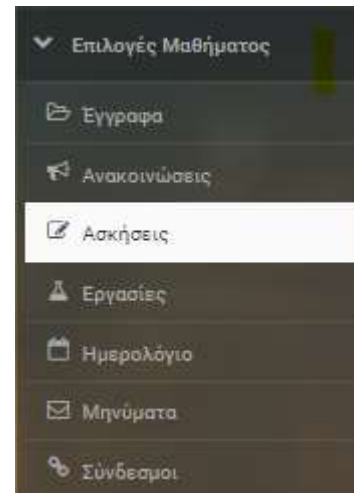 Επιλογές Μαθήματος
Έγγραφα
Ανακοινώσεις
Ασκήσεις
Εργασίες
Ημερολόγιο
Μηνύματα
Σύνδεσμοι